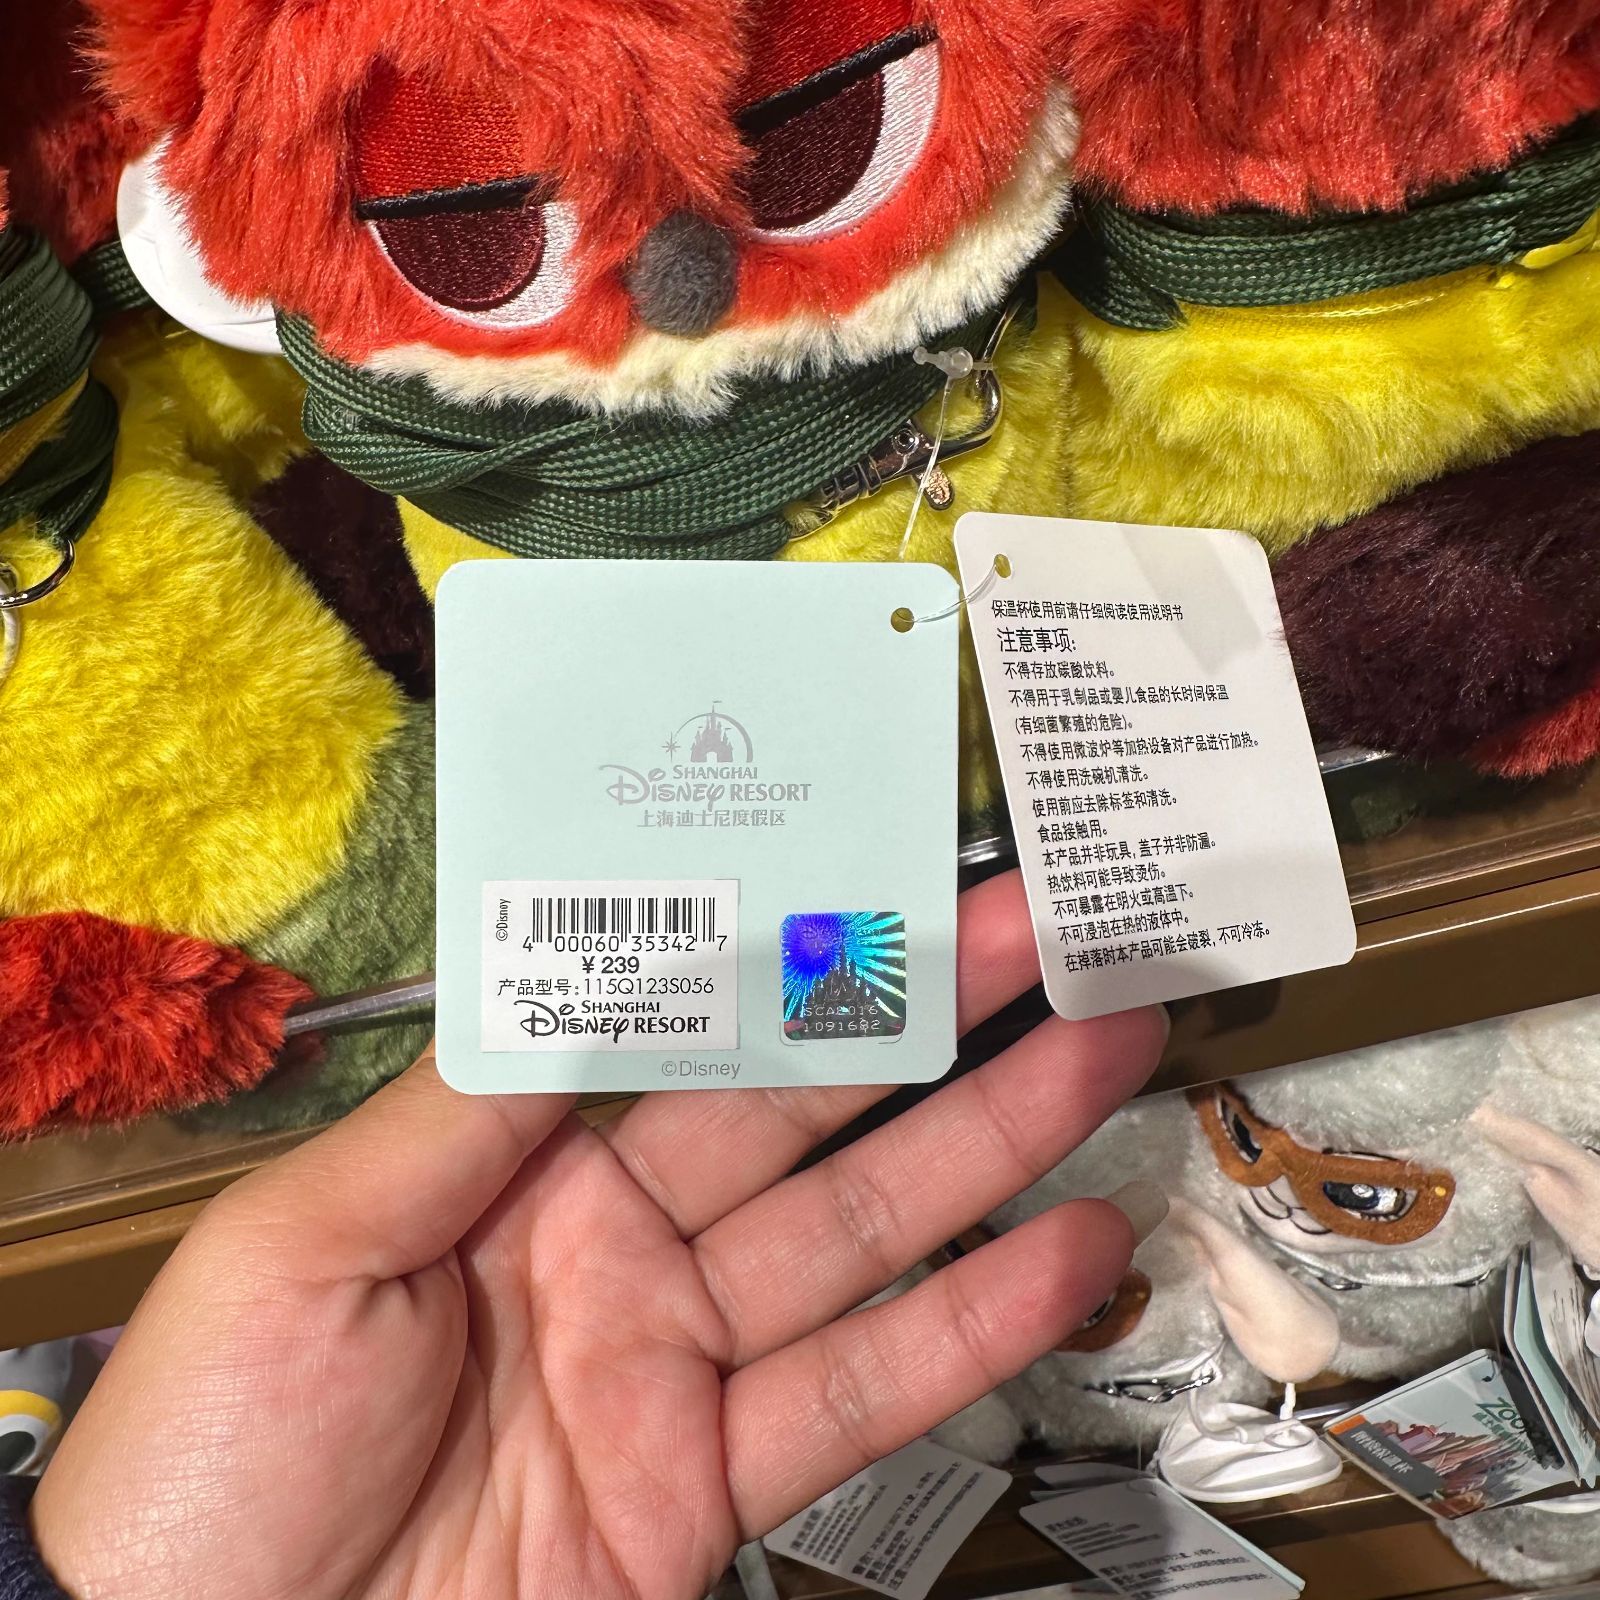 SHANGHAI
Disney RESORT
上海迪士尼度假区
©Disney
4 00060 35342 7
¥ 239
产品型号:115Q123S056
SHANGHAI
Disney RESORT
SCA2016
1091682
©Disney
保温杯使用前请仔细阅读使用说明书
注意事项:
不得存放碳酸饮料。
不得用于乳制品或婴儿食品的长时间保温
(有细菌繁殖的危险)。
不得使用微波炉等加热设备对产品进行加热。
不得使用洗碗机清洗。
使用前应去除标签和清洗。
食品接触用。
本产品并非玩具,盖子并非防漏。
热饮料可能导致烫伤。
不可暴露在明火或高温下。
不可浸泡在热的液体中。
在掉落时本产品可能会破裂,不可冷冻。